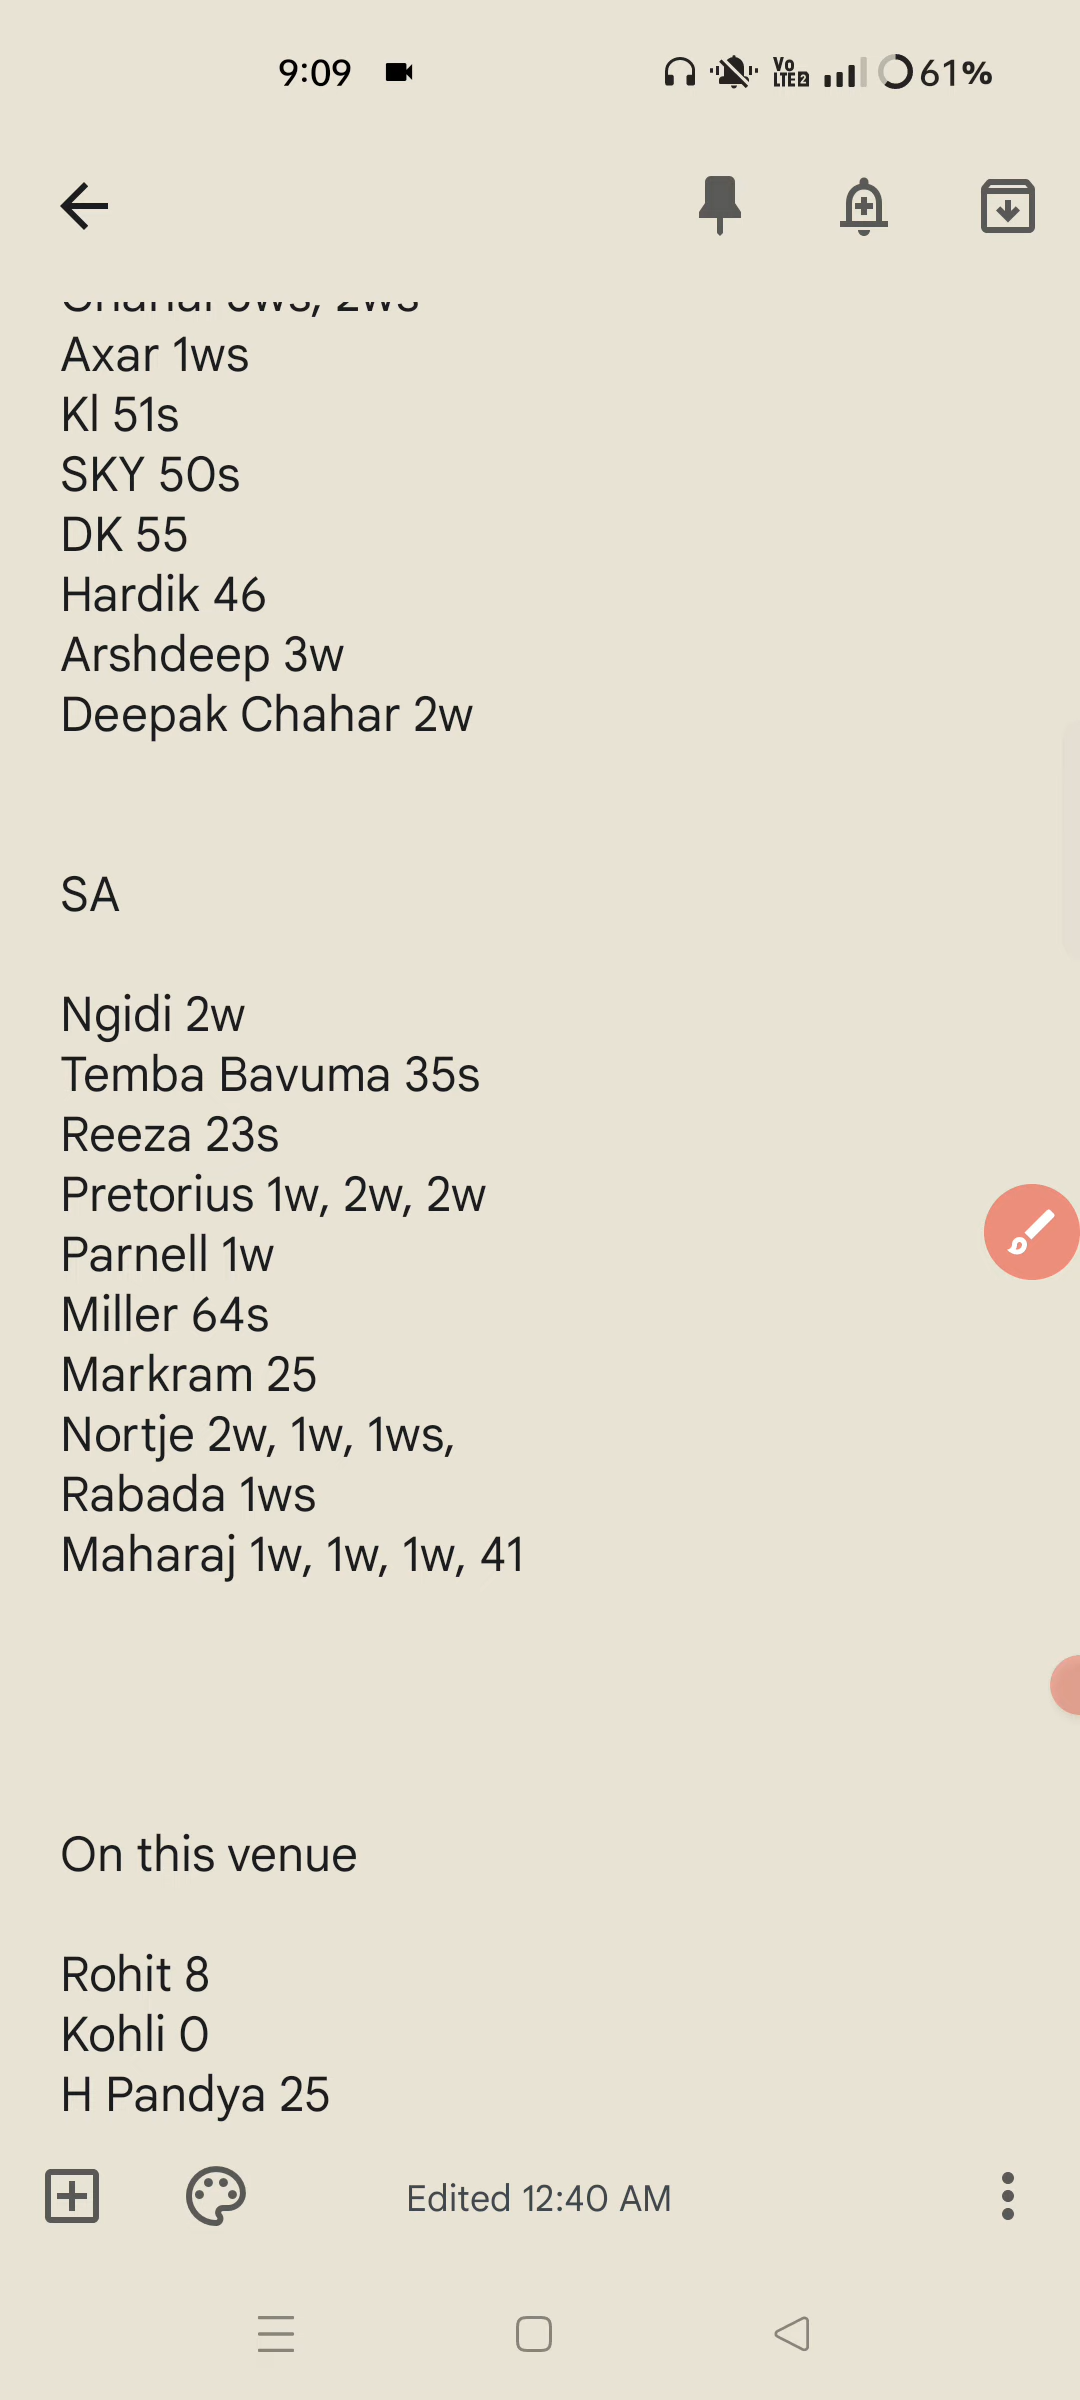 9:09
Vo LTE 2
61%
Axar 1ws
Kl 51s
SKY 50s
DK 55
Hardik 46
Arshdeep 3w
Deepak Chahar 2w
SA
Ngidi 2w
Temba Bavuma 35s
Reeza 23s
Pretorius 1w, 2w, 2w
Parnell 1w
Miller 64s
Markram 25
Nortje 2w, 1w, 1ws,
Rabada 1ws
Maharaj 1w, 1w, 1w, 41
On this venue
Rohit 8
Kohli 0
H Pandya 25
Edited 12:40 AM